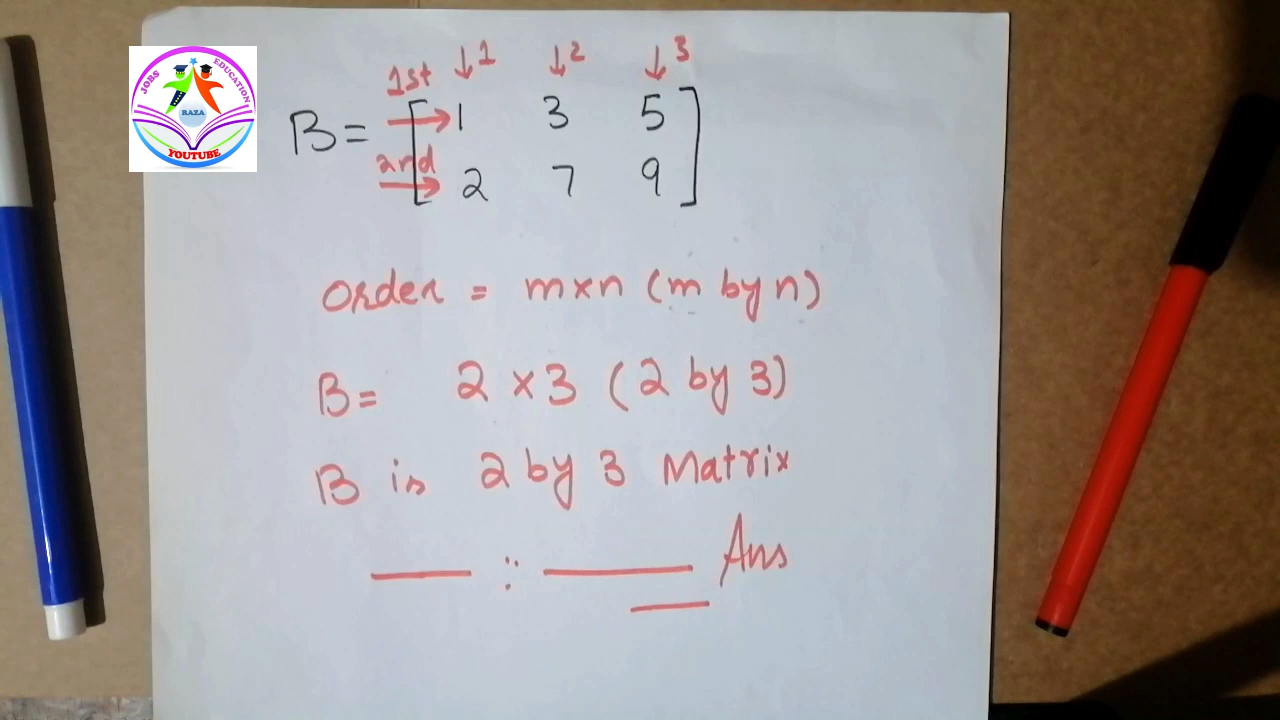 JOBS EDUCATION
RAZA
YOUTUBE
↓1 ↓2 ↓3
1st
B = [ 1 3 5
2nd
2 7 9 ]
order = m×n (m by n)
B = 2 × 3 (2 by 3)
B is 2 by 3 Matrix
—— : —— Ans